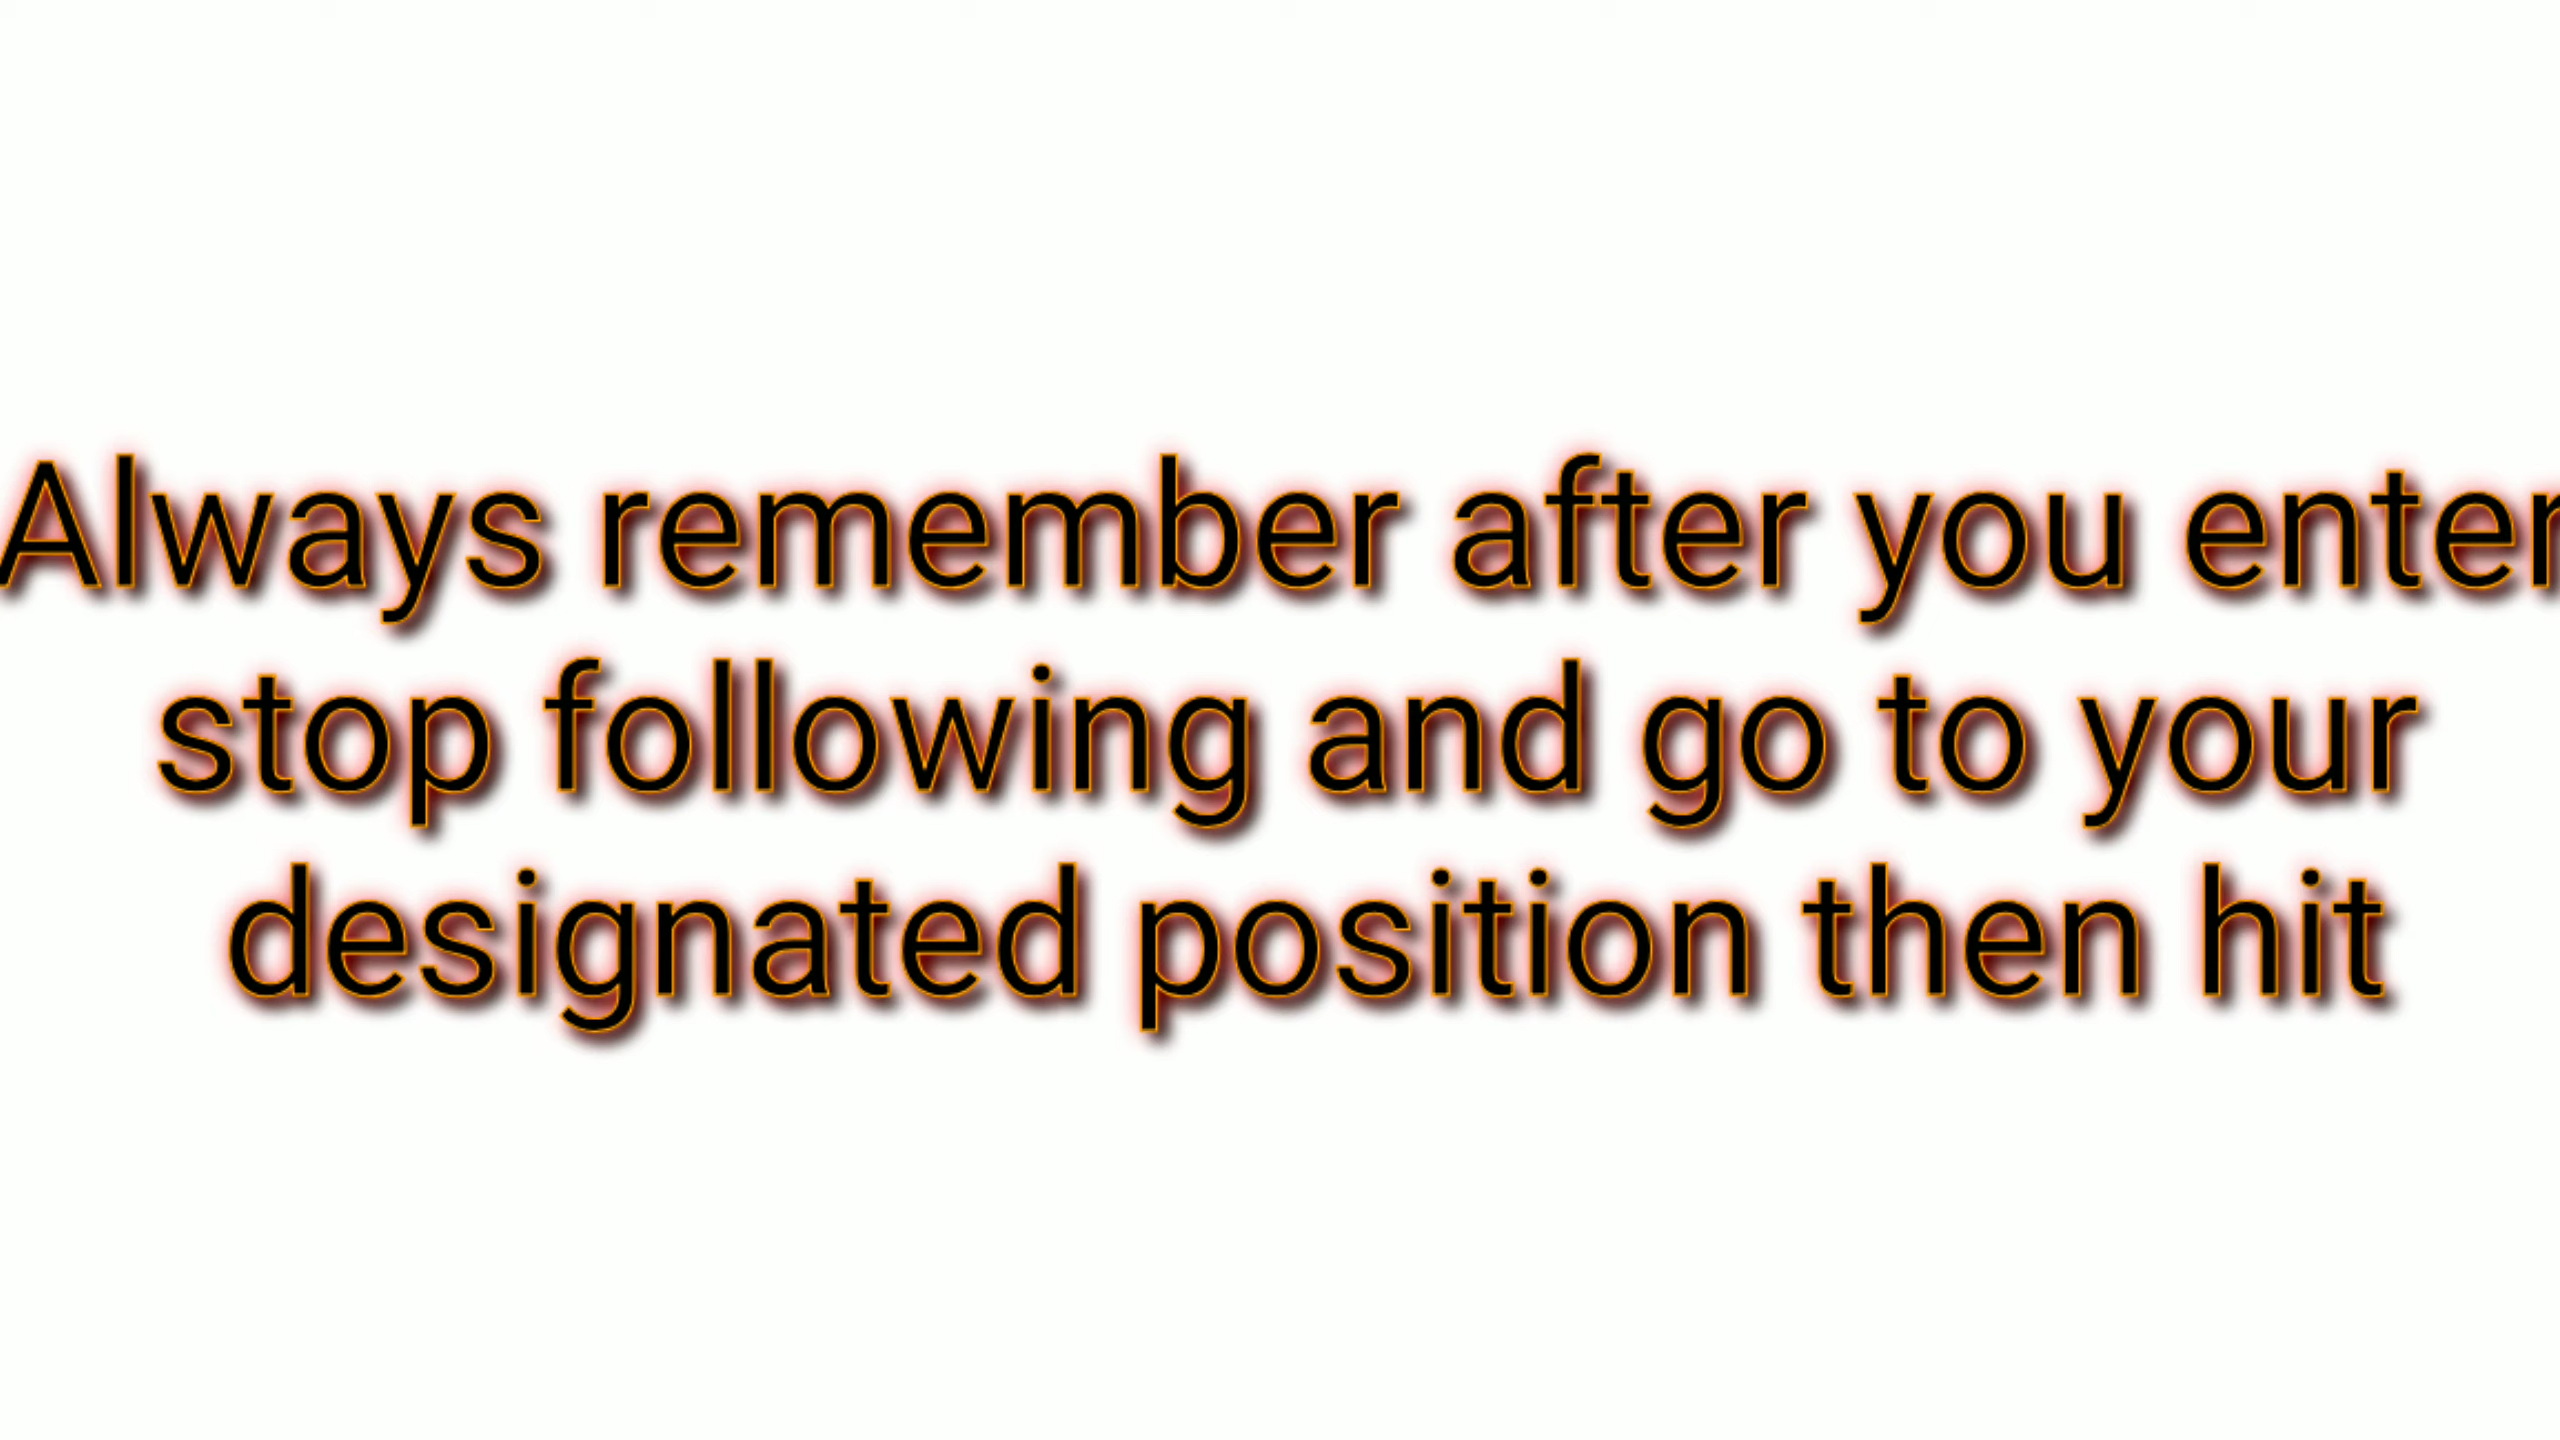 Always remember after you enter
stop following and go to your
designated position then hit